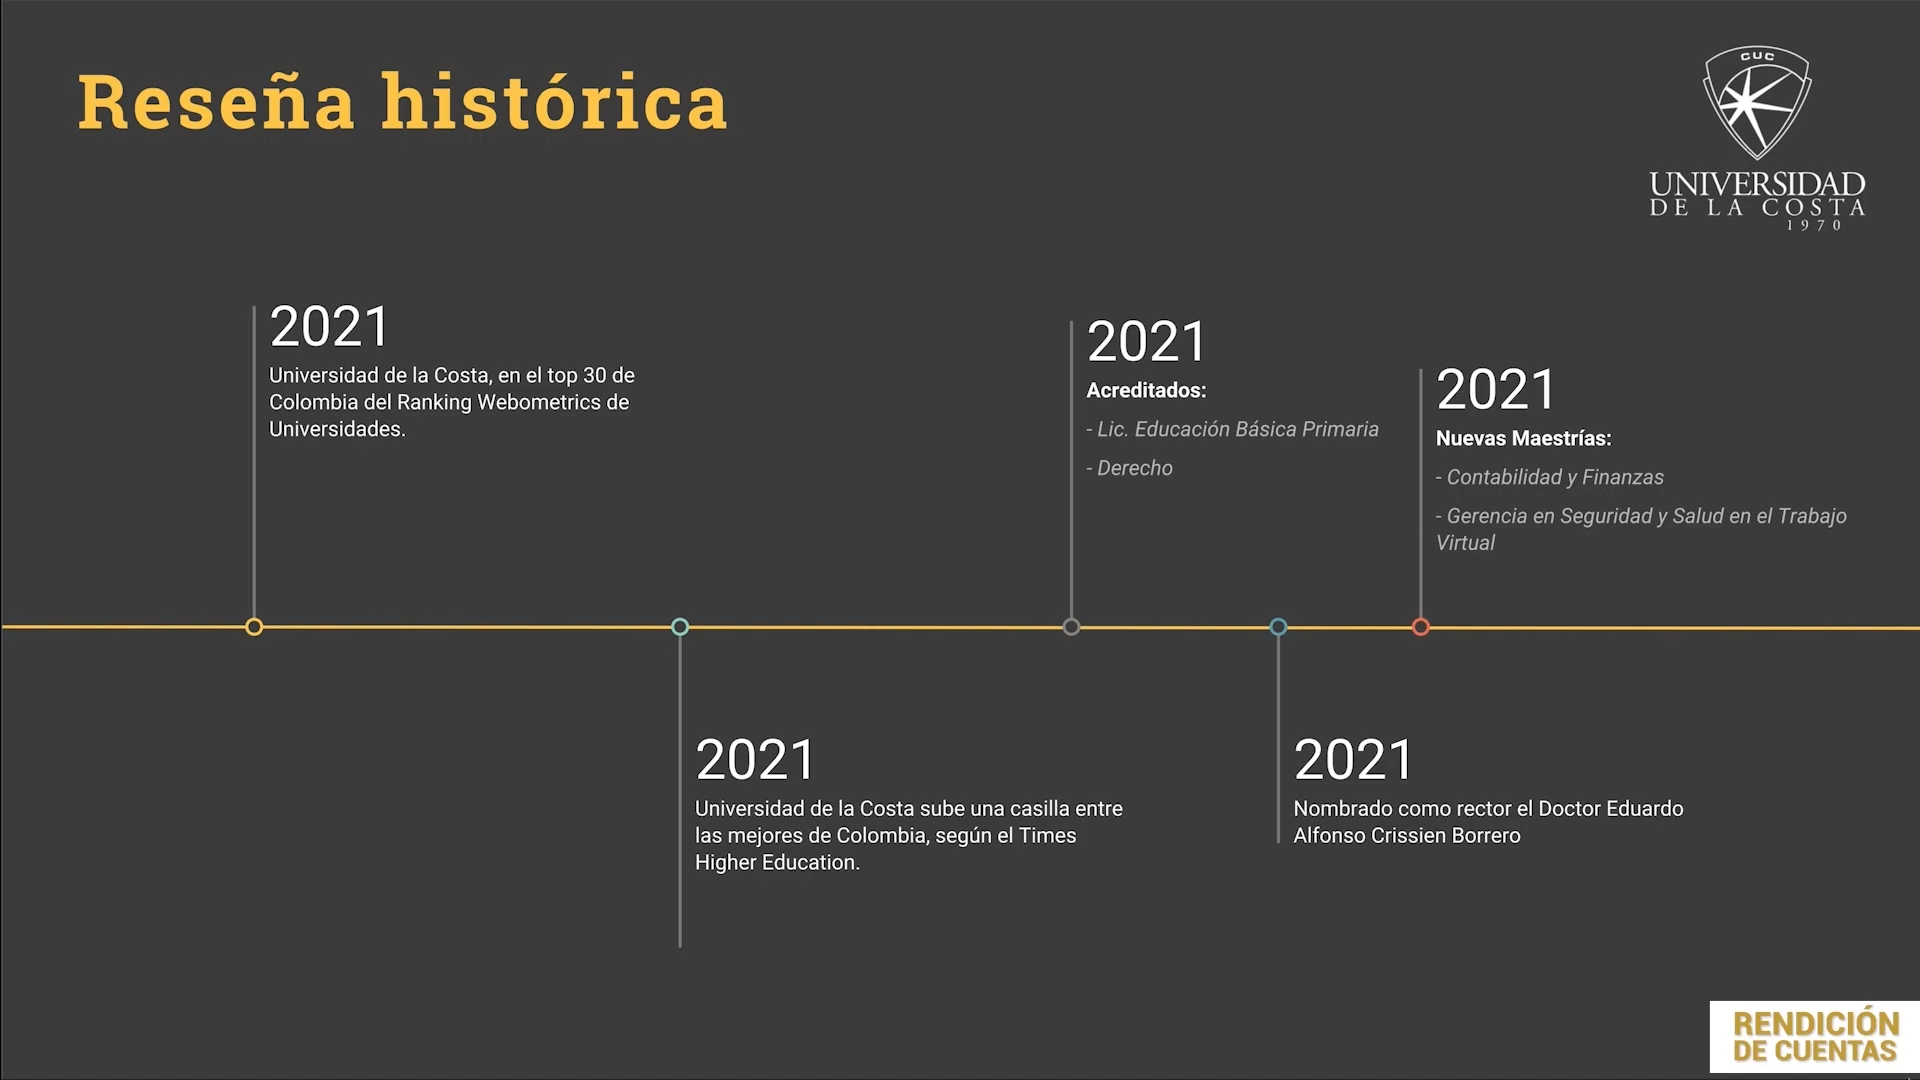 Reseña histórica
CUC
UNIVERSIDAD
DE LA COSTA
1970
2021
Universidad de la Costa, en el top 30 de
Colombia del Ranking Webometrics de
Universidades.
2021
Acreditados:
- Lic. Educación Básica Primaria
- Derecho
2021
Nuevas Maestrías:
- Contabilidad y Finanzas
- Gerencia en Seguridad y Salud en el Trabajo
Virtual
2021
Universidad de la Costa sube una casilla entre
las mejores de Colombia, según el Times
Higher Education.
2021
Nombrado como rector el Doctor Eduardo
Alfonso Crissien Borrero
RENDICIÓN
DE CUENTAS